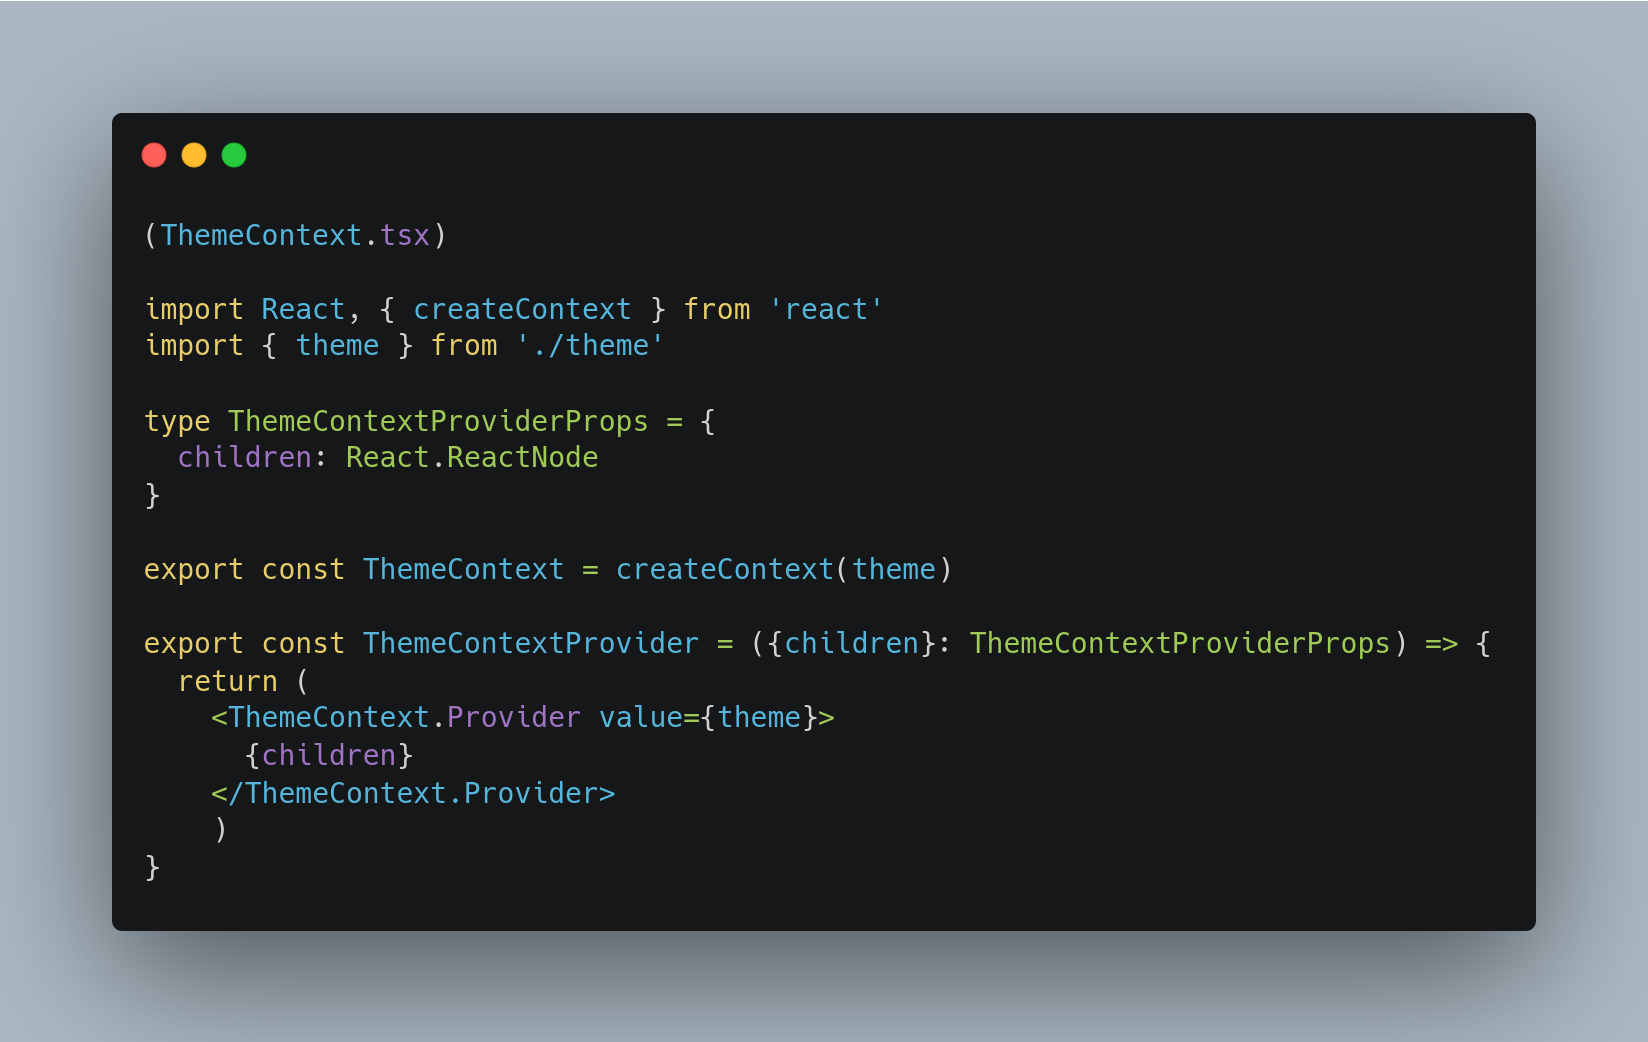 (ThemeContext.tsx)
import React, { createContext } from 'react'
import { theme } from './theme'
type ThemeContextProviderProps = {
  children: React.ReactNode
}
export const ThemeContext = createContext(theme)
export const ThemeContextProvider = ({children}: ThemeContextProviderProps) => {
  return (
    <ThemeContext.Provider value={theme}>
      {children}
    </ThemeContext.Provider>
    )
}